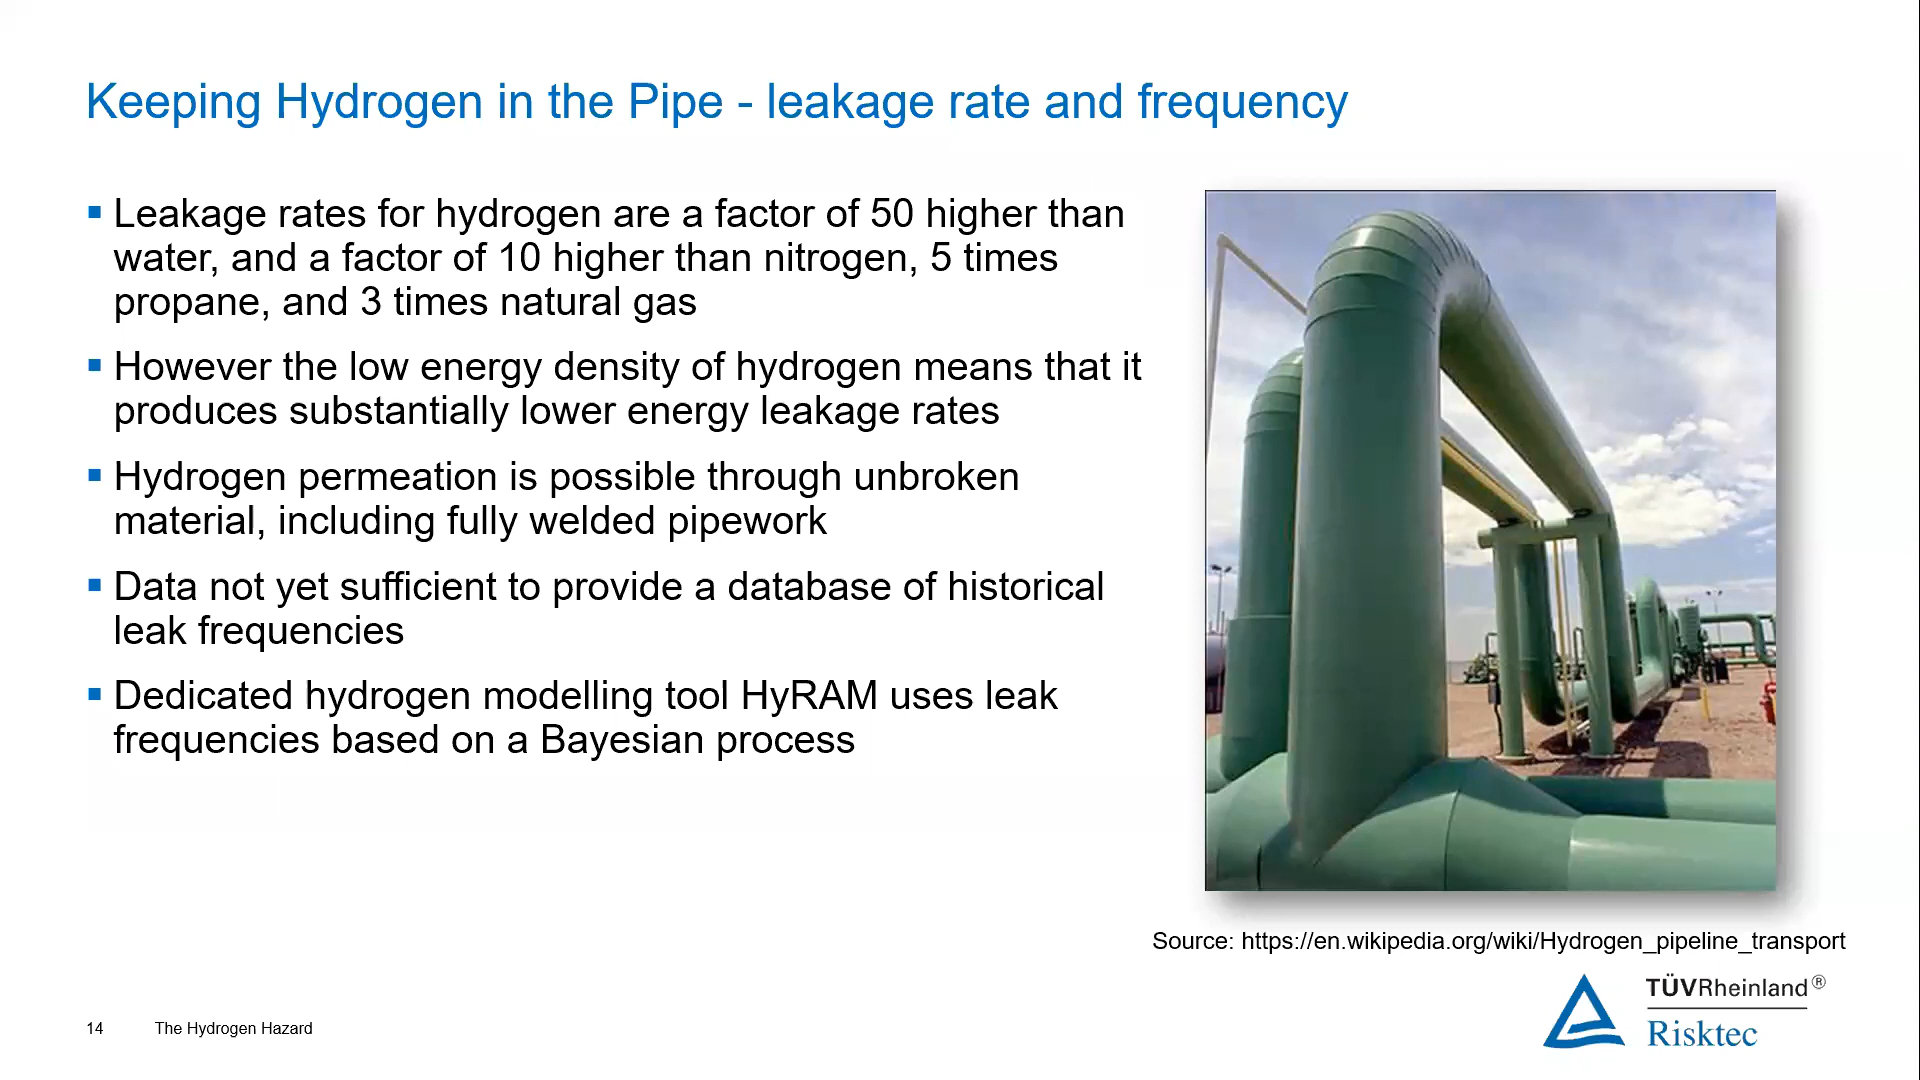 Keeping Hydrogen in the Pipe - leakage rate and frequency
▪ Leakage rates for hydrogen are a factor of 50 higher than
water, and a factor of 10 higher than nitrogen, 5 times
propane, and 3 times natural gas
▪ However the low energy density of hydrogen means that it
produces substantially lower energy leakage rates
▪ Hydrogen permeation is possible through unbroken
material, including fully welded pipework
▪ Data not yet sufficient to provide a database of historical
leak frequencies
▪ Dedicated hydrogen modelling tool HyRAM uses leak
frequencies based on a Bayesian process
Source: https://en.wikipedia.org/wiki/Hydrogen_pipeline_transport
TÜVRheinland®
Risktec
14 The Hydrogen Hazard